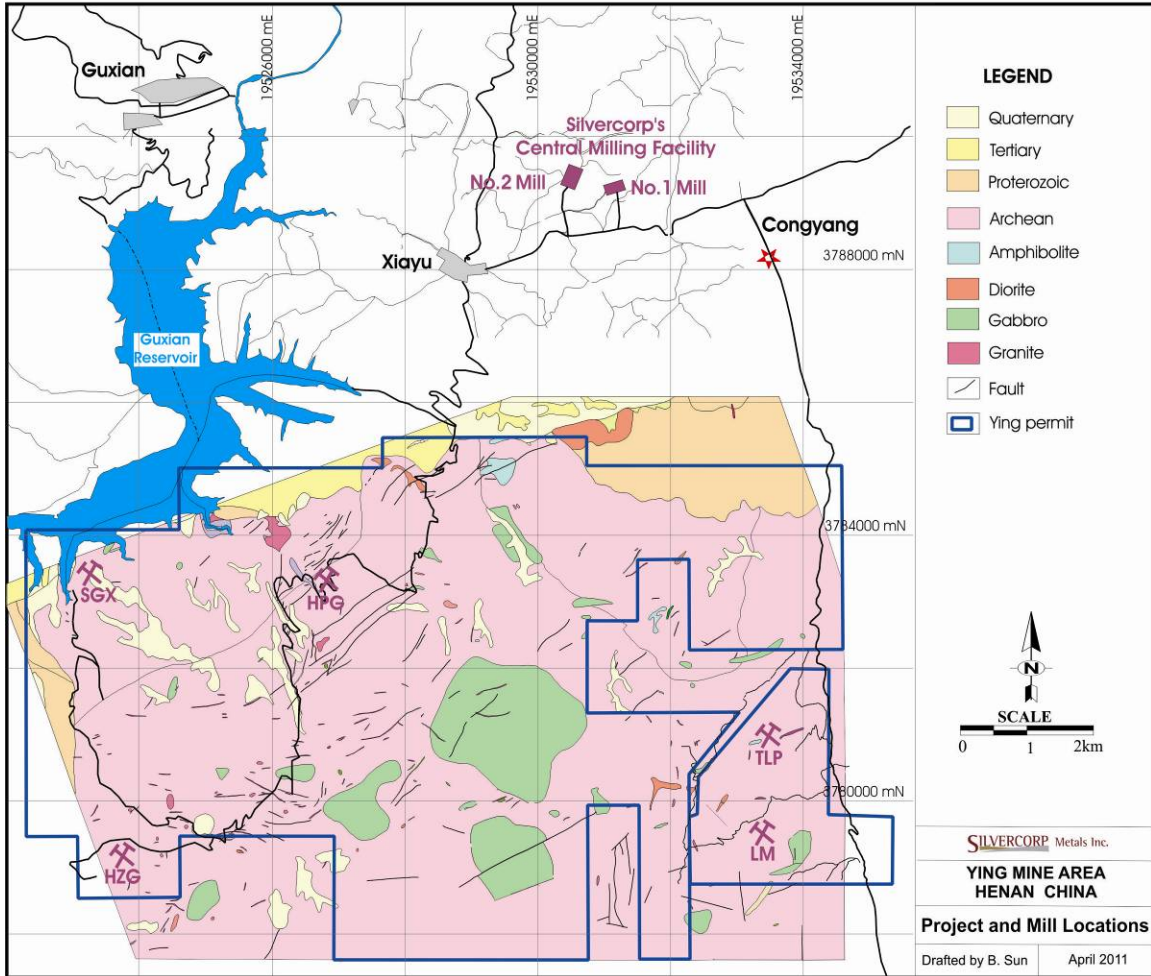 19526000 mE
19530000 mE
19534000 mE
Guxian
Silvercorp's
Central Milling Facility
No.2 Mill
No.1 Mill
Congyang
Xiayu
3788000 mN
Guxian
Reservoir
3784000 mN
SGX
HPG
TLP
3780000 mN
LM
HZG
LEGEND
Quaternary
Tertiary
Proterozoic
Archean
Amphibolite
Diorite
Gabbro
Granite
Fault
Ying permit
N
SCALE
0 1 2km
SILVERCORP Metals Inc.
YING MINE AREA
HENAN CHINA
Project and Mill Locations
Drafted by B. Sun
April 2011